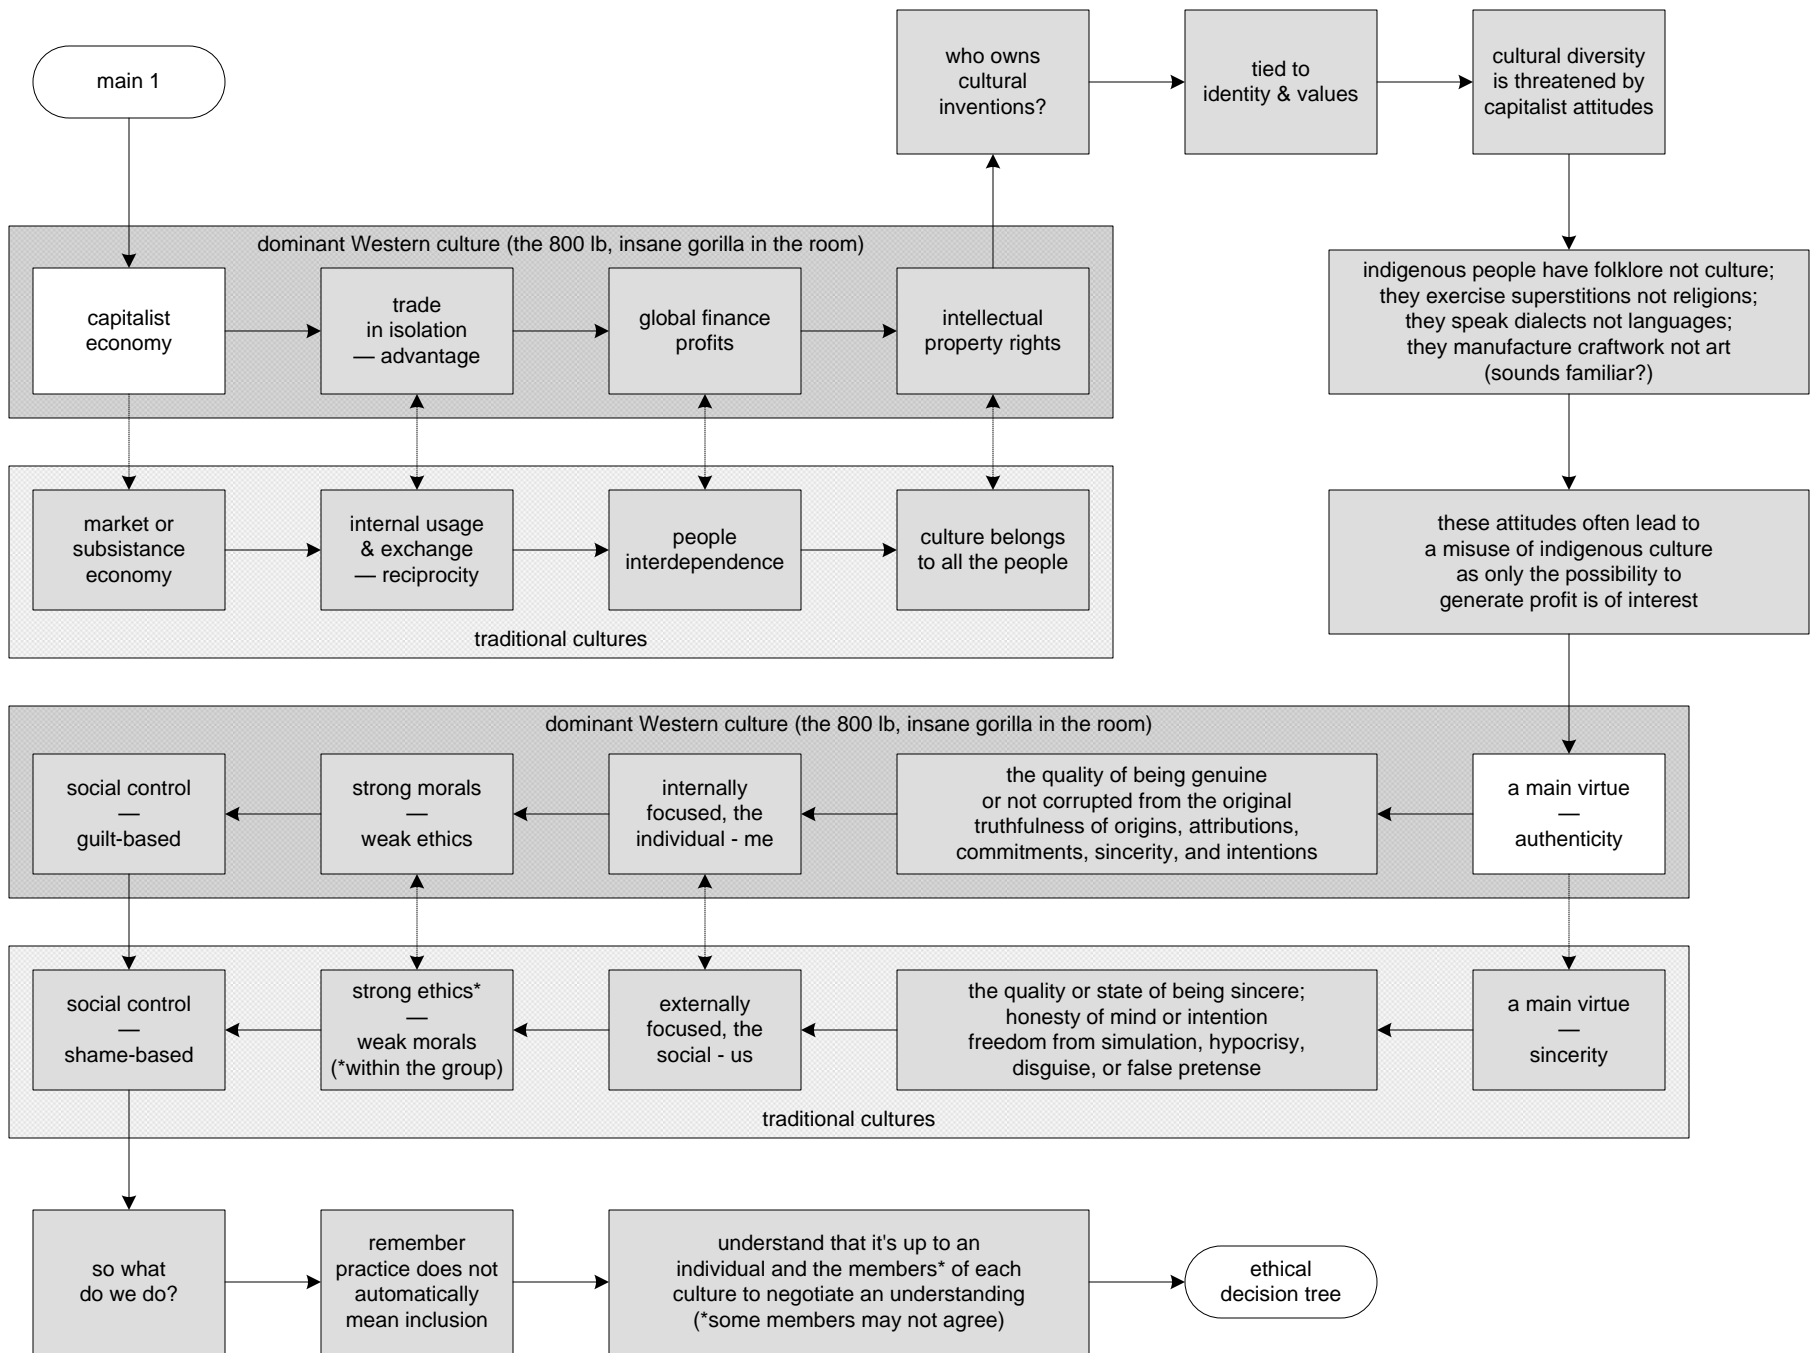 main 1
who owns
cultural
inventions?
tied to
identity & values
cultural diversity
is threatened by
capitalist attitudes
dominant Western culture (the 800 lb, insane gorilla in the room)
capitalist
economy
trade
in isolation
— advantage
global finance
profits
intellectual
property rights
indigenous people have folklore not culture;
they exercise superstitions not religions;
they speak dialects not languages;
they manufacture craftwork not art
(sounds familiar?)
market or
subsistance
economy
internal usage
& exchange
— reciprocity
people
interdependence
culture belongs
to all the people
traditional cultures
these attitudes often lead to
a misuse of indigenous culture
as only the possibility to
generate profit is of interest
dominant Western culture (the 800 lb, insane gorilla in the room)
a main virtue
—
authenticity
the quality of being genuine
or not corrupted from the original
truthfulness of origins, attributions,
commitments, sincerity, and intentions
internally
focused, the
individual - me
strong morals
—
weak ethics
social control
—
guilt-based
a main virtue
—
sincerity
the quality or state of being sincere;
honesty of mind or intention
freedom from simulation, hypocrisy,
disguise, or false pretense
externally
focused, the
social - us
strong ethics*
—
weak morals
(*within the group)
social control
—
shame-based
traditional cultures
so what
do we do?
remember
practice does not
automatically
mean inclusion
understand that it's up to an
individual and the members* of each
culture to negotiate an understanding
(*some members may not agree)
ethical
decision tree